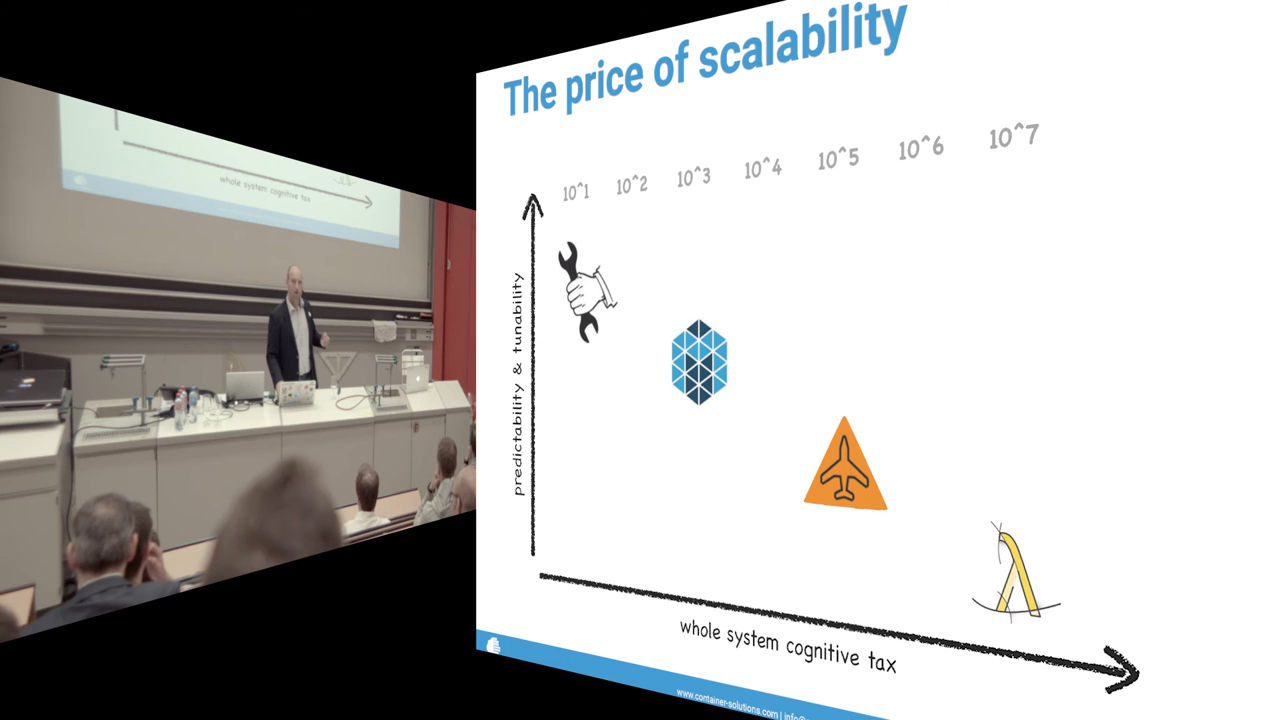 The price of scalability
10^1 10^2 10^3 10^4 10^5 10^6 10^7
predictability & tunability
whole system cognitive tax
www.container-solutions.com | info@
whole system cognitive tax